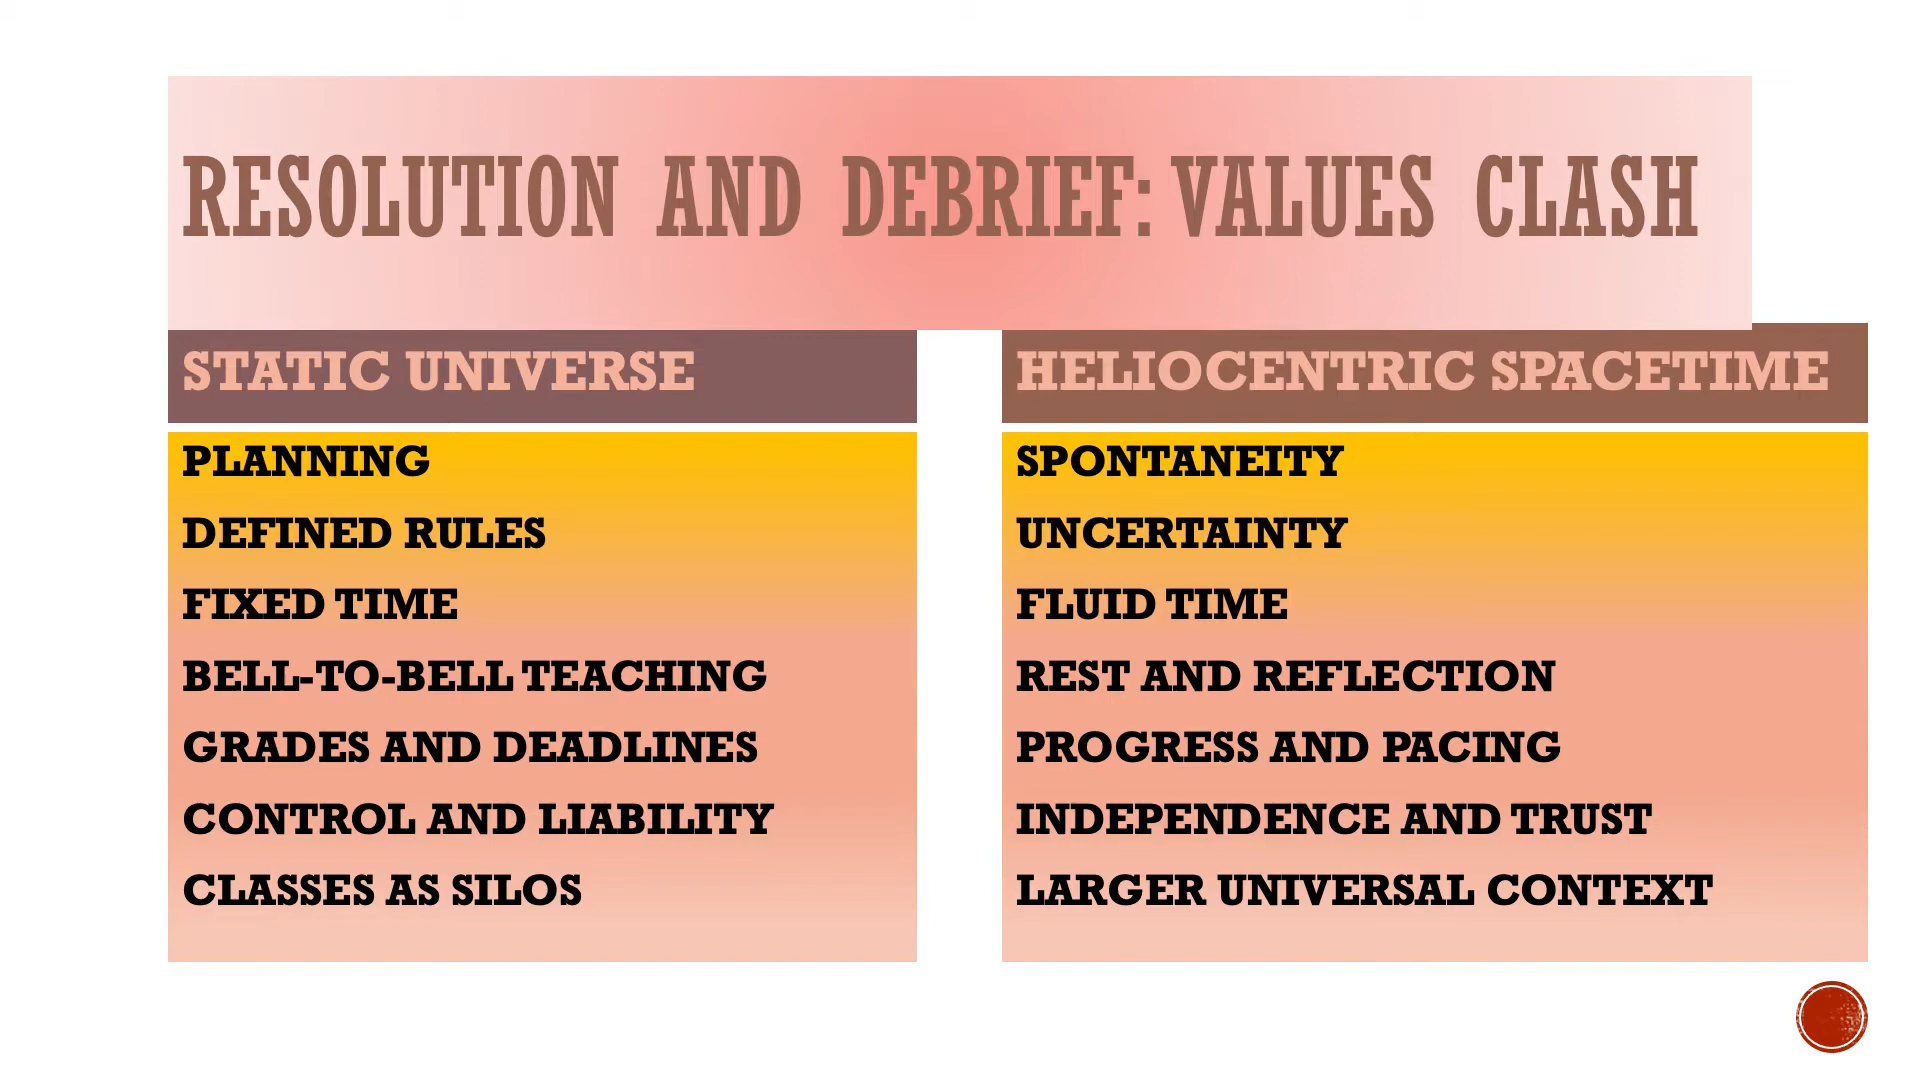 RESOLUTION AND DEBRIEF: VALUES CLASH
STATIC UNIVERSE
PLANNING
DEFINED RULES
FIXED TIME
BELL-TO-BELL TEACHING
GRADES AND DEADLINES
CONTROL AND LIABILITY
CLASSES AS SILOS
HELIOCENTRIC SPACETIME
SPONTANEITY
UNCERTAINTY
FLUID TIME
REST AND REFLECTION
PROGRESS AND PACING
INDEPENDENCE AND TRUST
LARGER UNIVERSAL CONTEXT